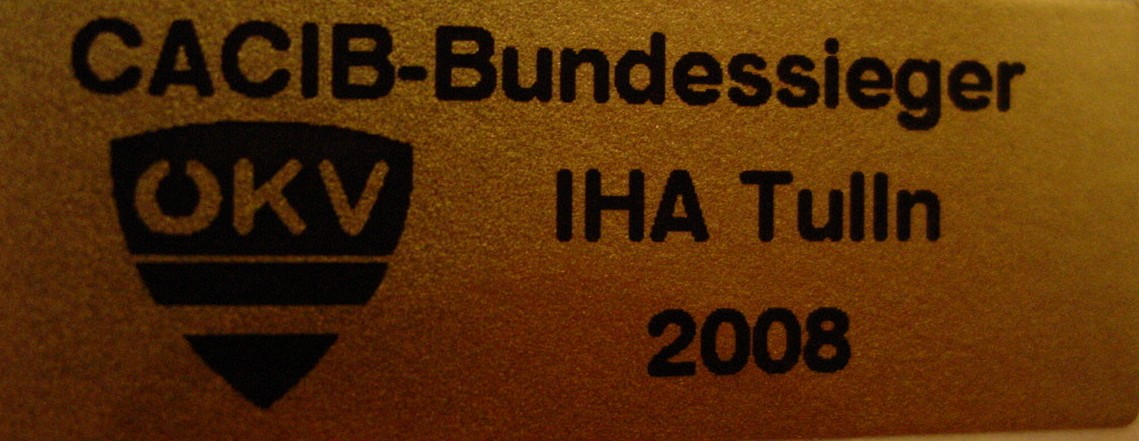 CACIB-Bundessieger
ÖKV
IHA Tulln
2008